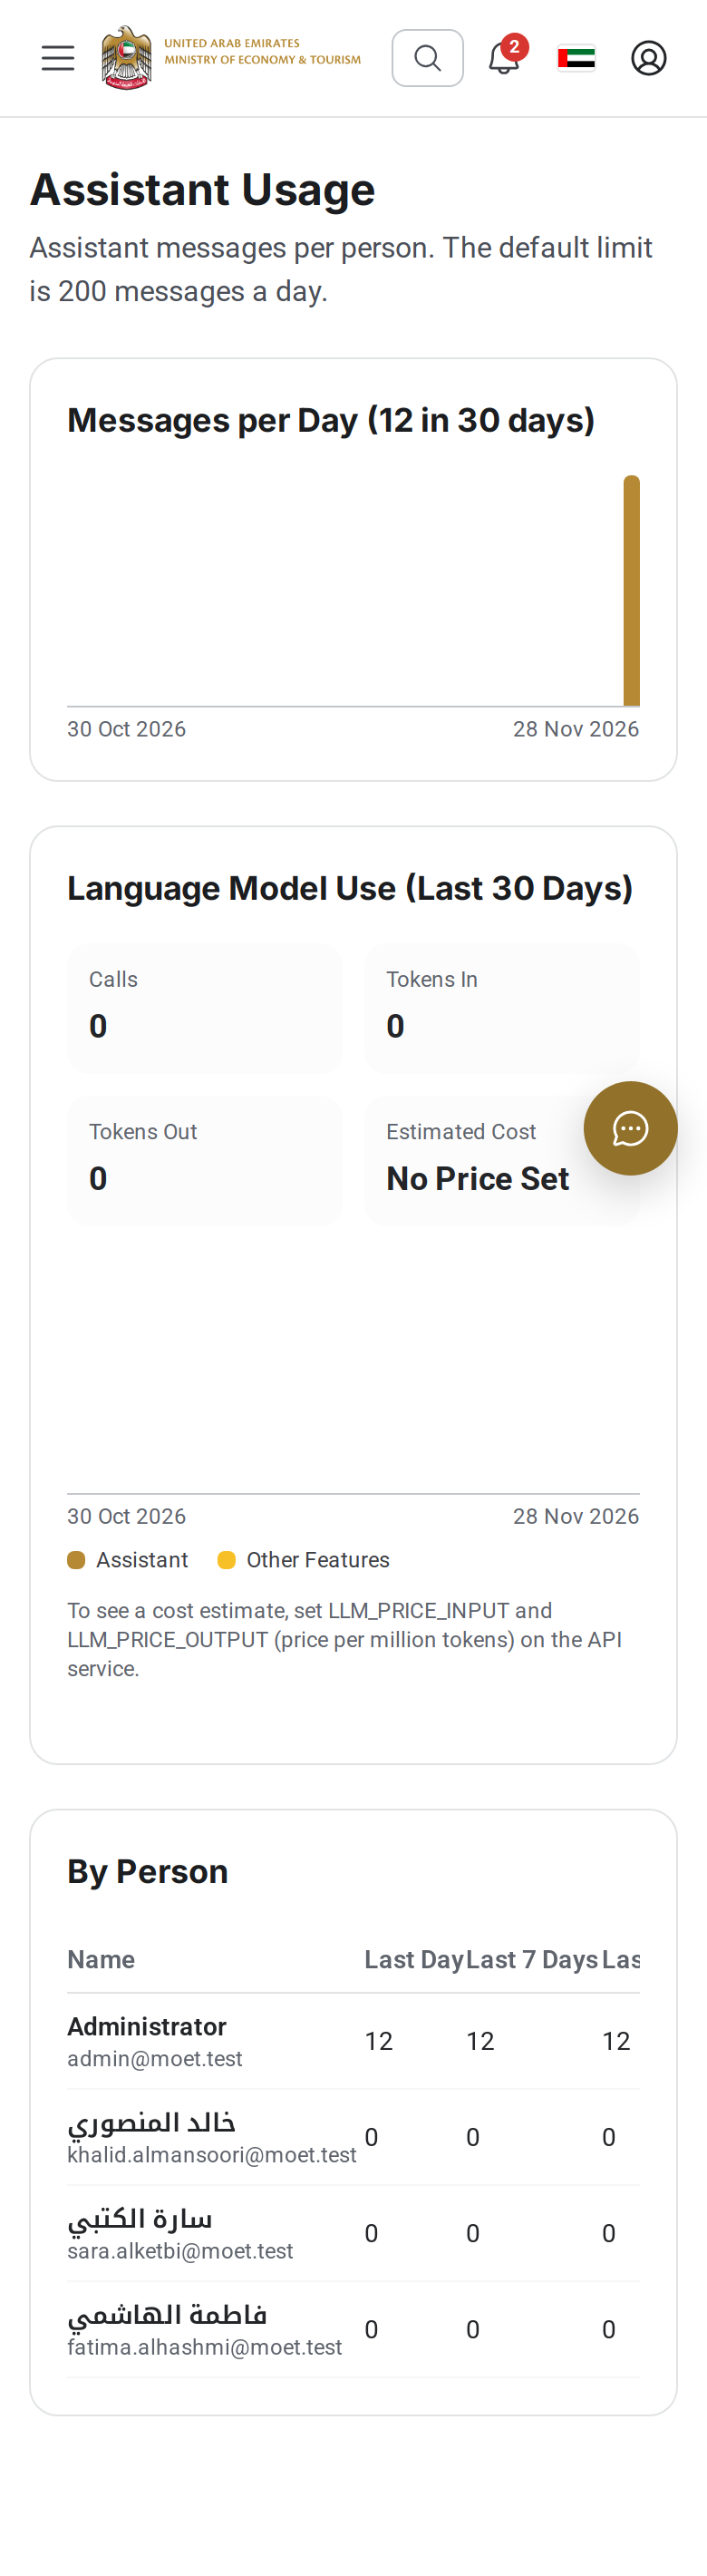 UNITED ARAB EMIRATES
MINISTRY OF ECONOMY & TOURISM
2
Assistant Usage
Assistant messages per person. The default limit
is 200 messages a day.
Messages per Day (12 in 30 days)
30 Oct 2026 28 Nov 2026
Language Model Use (Last 30 Days)
Calls Tokens In
0 0
Tokens Out Estimated Cost
0 No Price Set
30 Oct 2026 28 Nov 2026
Assistant Other Features
To see a cost estimate, set LLM_PRICE_INPUT and
LLM_PRICE_OUTPUT (price per million tokens) on the API
service.
By Person
Name Last Day Last 7 Days Las
Administrator
admin@moet.test 12 12 12
خالد المنصوري
khalid.almansoori@moet.test 0 0 0
سارة الكتبي
sara.alketbi@moet.test 0 0 0
فاطمة الهاشمي
fatima.alhashmi@moet.test 0 0 0